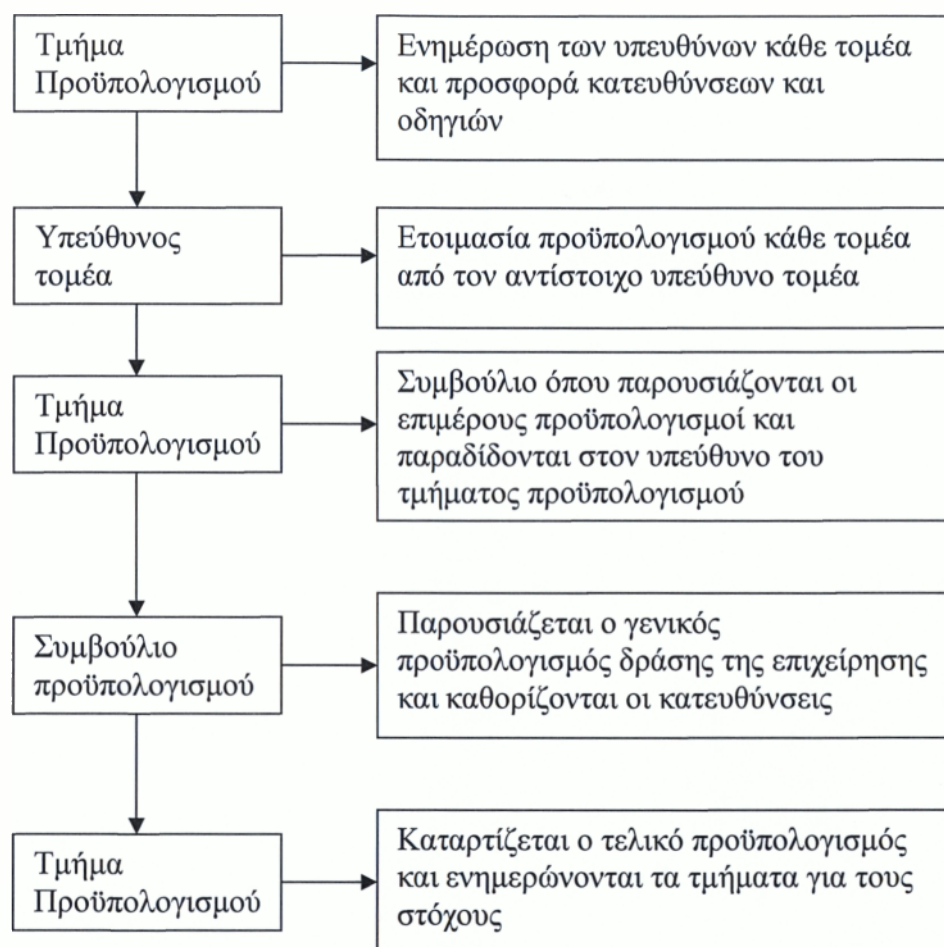 Τμήμα
Προϋπολογισμού
Ενημέρωση των υπευθύνων κάθε τομέα
και προσφορά κατευθύνσεων και
οδηγιών
Υπεύθυνος
τομέα
Ετοιμασία προϋπολογισμού κάθε τομέα
από τον αντίστοιχο υπεύθυνο τομέα
Τμήμα
Προϋπολογισμού
Συμβούλιο όπου παρουσιάζονται οι
επιμέρους προϋπολογισμοί και
παραδίδονται στον υπεύθυνο του
τμήματος προϋπολογισμού
Συμβούλιο
προϋπολογισμού
Παρουσιάζεται ο γενικός
προϋπολογισμός δράσης της επιχείρησης
και καθορίζονται οι κατευθύνσεις
Τμήμα
Προϋπολογισμού
Καταρτίζεται ο τελικό προϋπολογισμός
και ενημερώνονται τα τμήματα για τους
στόχους